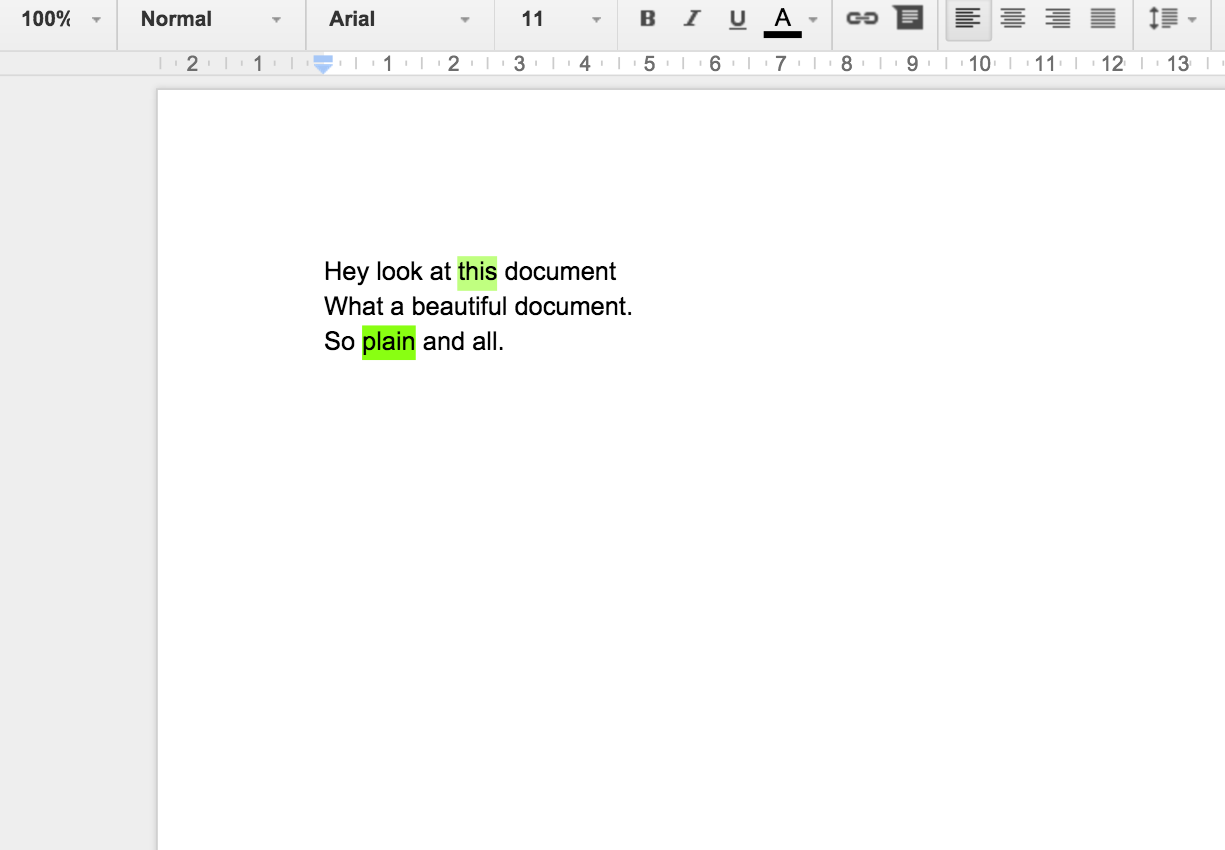 100% Normal Arial 11 B I U A
2 1 1 2 3 4 5 6 7 8 9 10 11 12 13
Hey look at this document
What a beautiful document.
So plain and all.